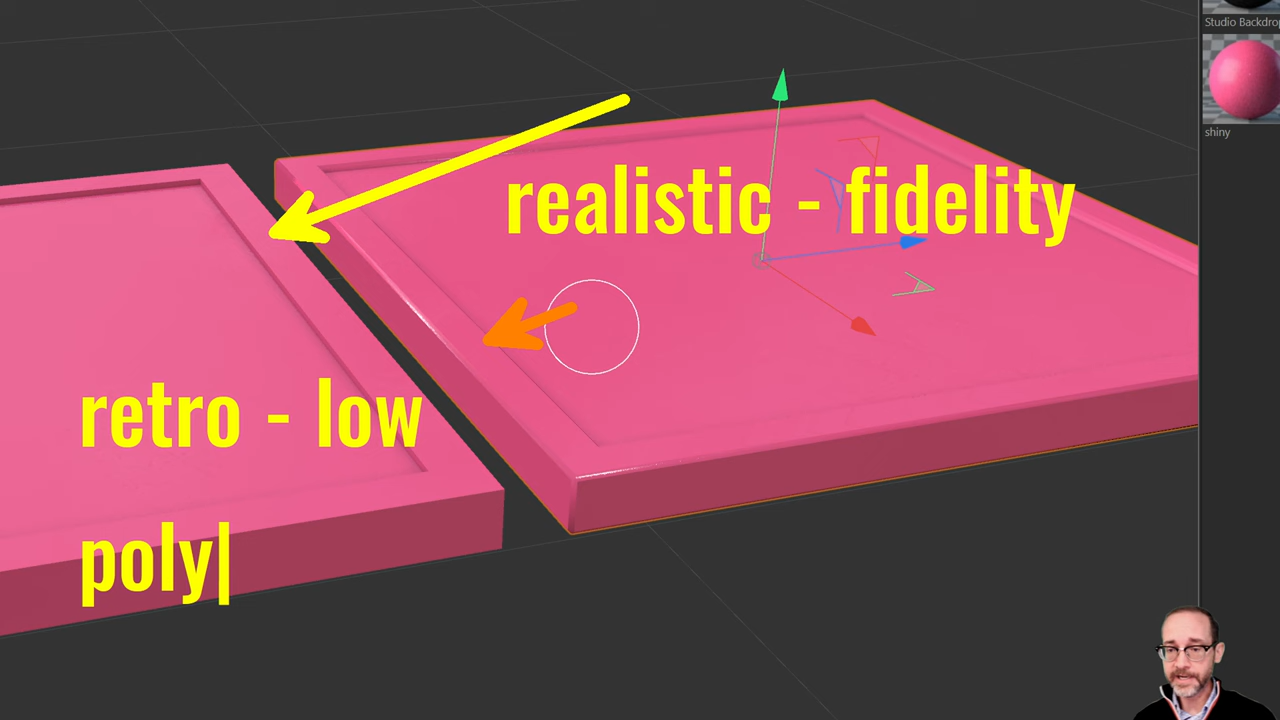 Studio Backdrop
shiny
realistic - fidelity
retro - low
poly